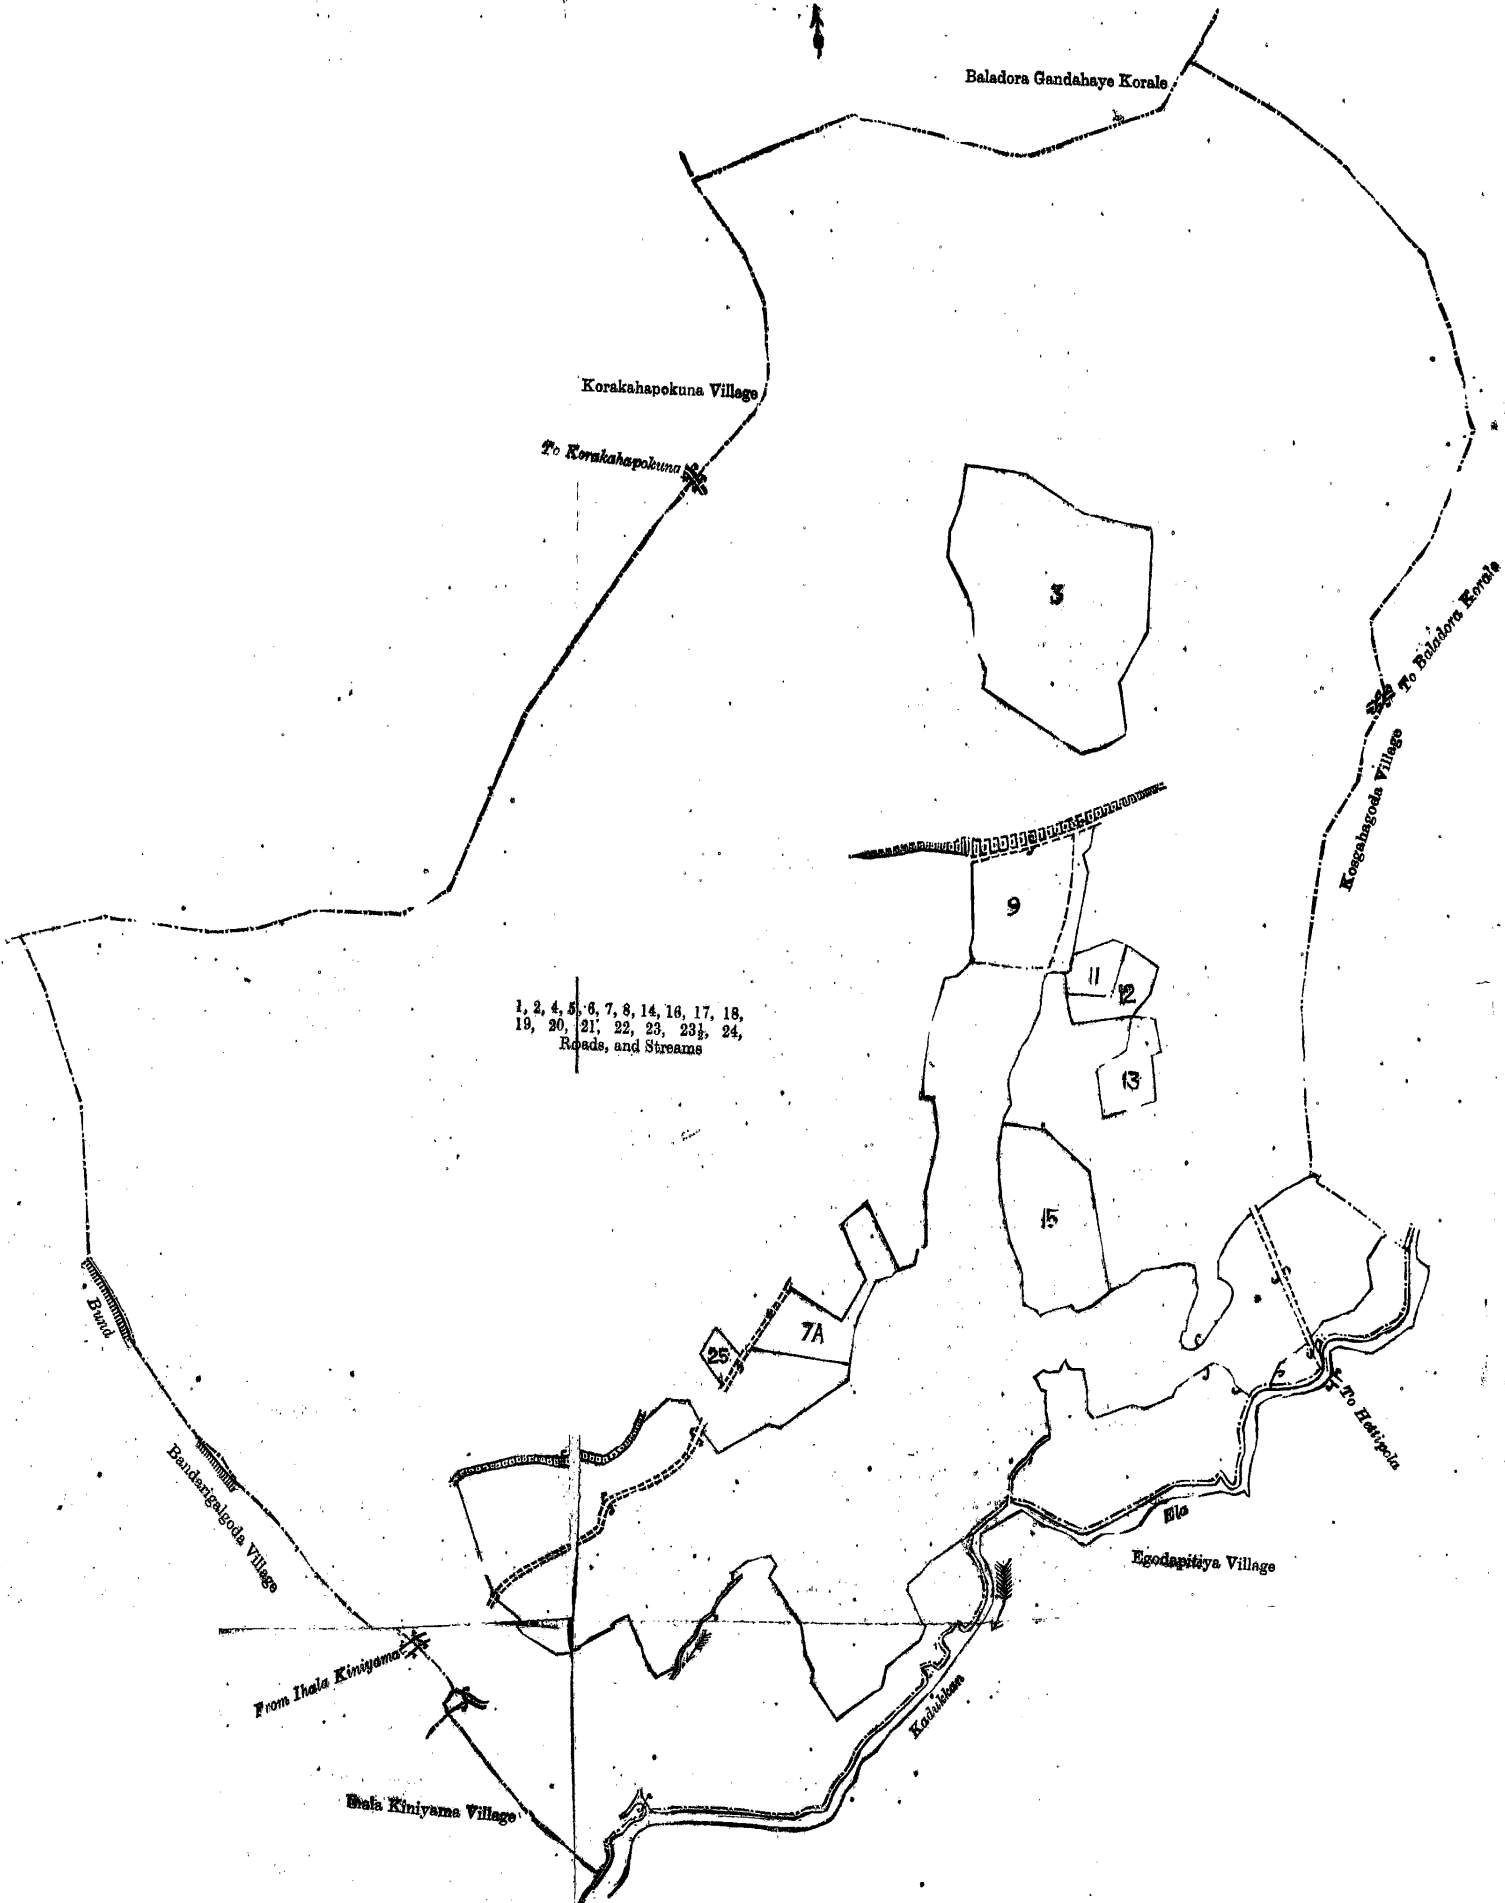 Baladora Gandahaye Korale
Korakahapokuna Village
To Korakahapokuna
3
To Baladora Korale
Kosgahagoda Village
9
11
12
1, 2, 4, 5, 6, 7, 8, 14, 16, 17, 18,
19, 20, 21, 22, 23, 23½, 24,
Roads, and Streams
13
15
Bund
7A
25
To Hettipola
Bandarigalgoda Village
Ela
Egodapitiya Village
From Ihala Kiniyama
Kadukkan
Ihala Kiniyama Village